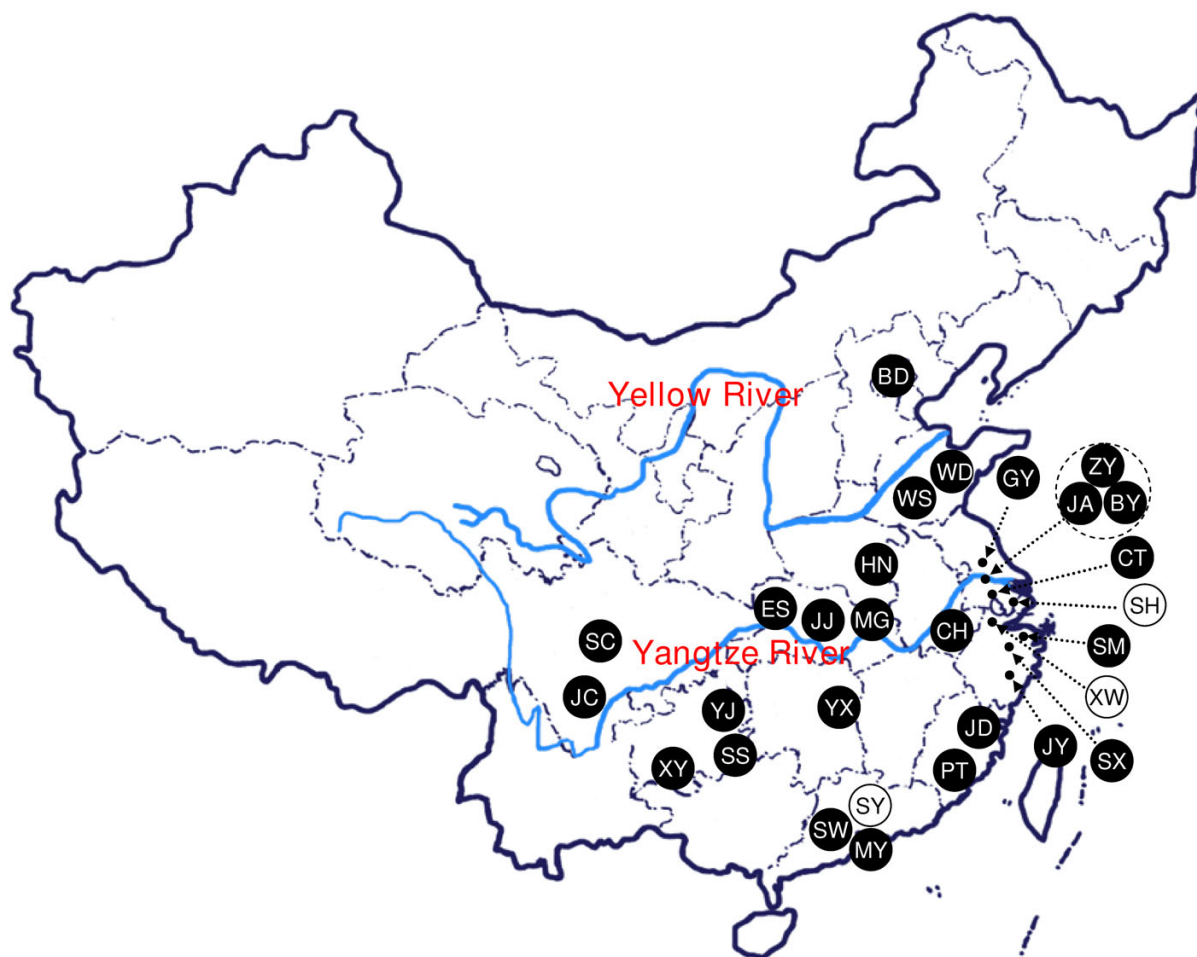 BD
Yellow River
ZY
WD
GY
WS
JA
BY
HN
CT
ES
JJ
MG
SH
SC
CH
SM
Yangtze River
JC
XW
YJ
YX
JD
JY
SX
SS
XY
PT
SY
SW
MY